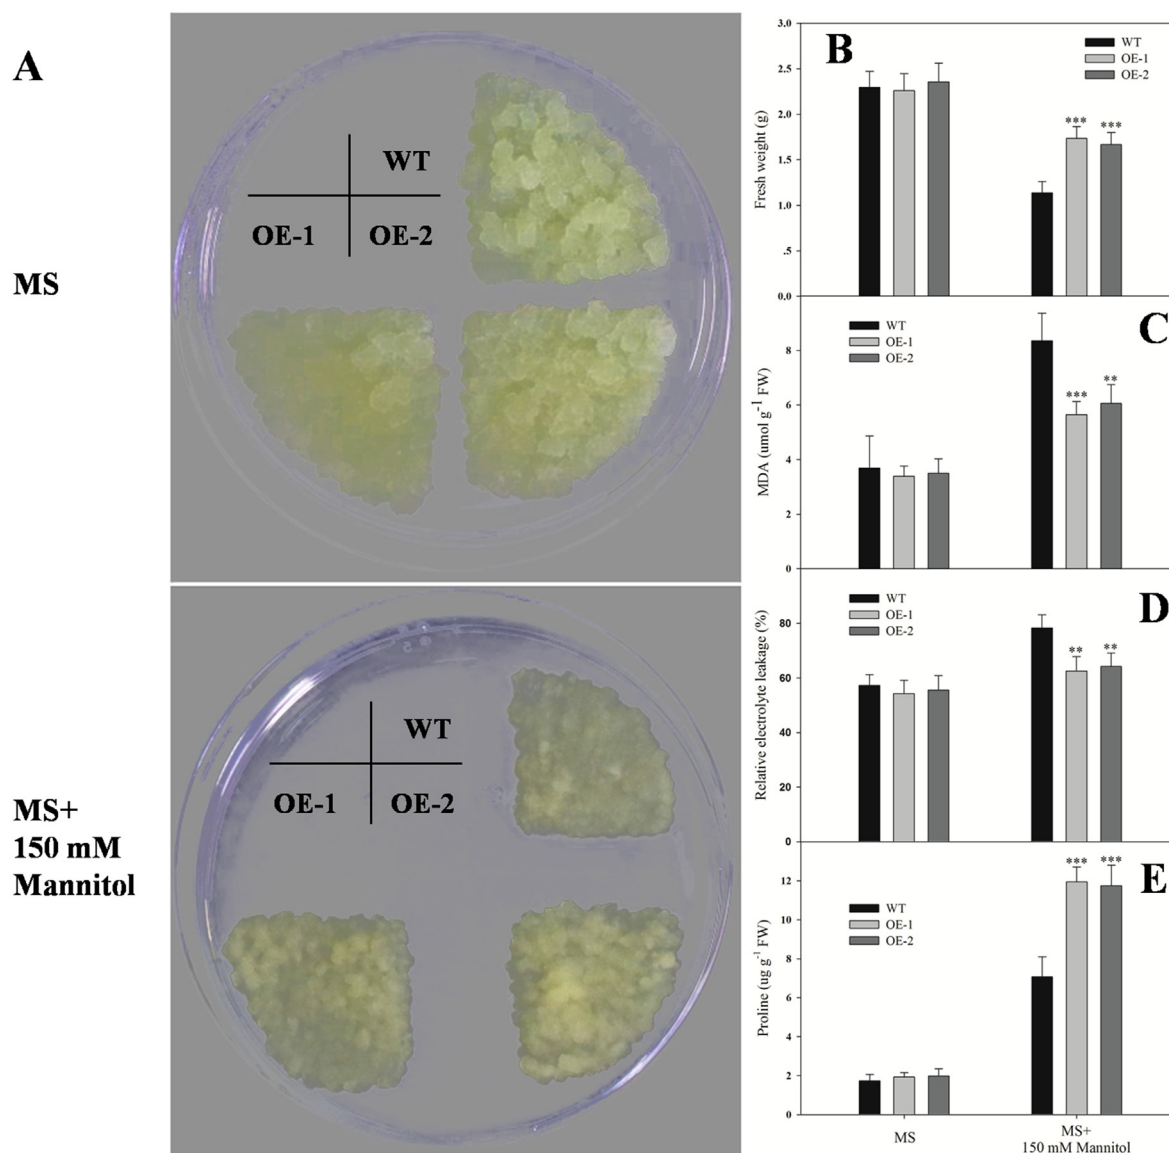 A
MS
WT
OE-1
OE-2
MS+
150 mM
Mannitol
WT
OE-1
OE-2
B
WT
OE-1
OE-2
Fresh weight (g)
3.0
2.5
2.0
1.5
1.0
.5
0.0
***
***
C
WT
OE-1
OE-2
MDA (umol g-1 FW)
8
6
4
2
0
***
**
D
WT
OE-1
OE-2
Relative electrolyte leakage (%)
80
60
40
20
0
**
**
E
WT
OE-1
OE-2
Proline (ug g-1 FW)
12
10
8
6
4
2
0
***
***
MS
MS+
150 mM Mannitol